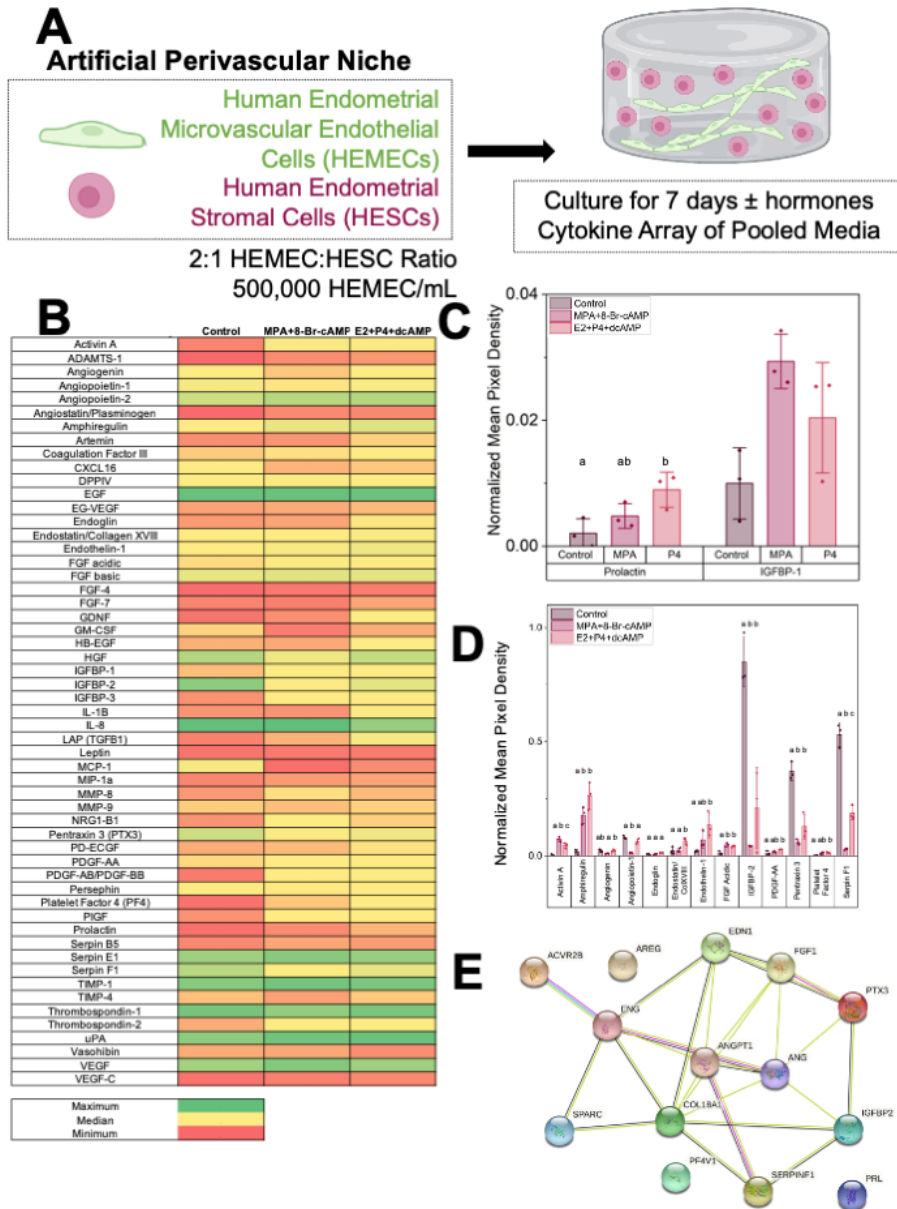 A
Artificial Perivascular Niche
Human Endometrial
Microvascular Endothelial
Cells (HEMECs)
Human Endometrial
Stromal Cells (HESCs)
2:1 HEMEC:HESC Ratio
500,000 HEMEC/mL
Culture for 7 days ± hormones
Cytokine Array of Pooled Media
B
Control MPA+8-Br-cAMP E2+P4+dcAMP
Activin A
ADAMTS-1
Angiogenin
Angiopoietin-1
Angiopoietin-2
Angiostatin/Plasminogen
Amphiregulin
Artemin
Coagulation Factor III
CXCL16
DPPIV
EGF
EG-VEGF
Endoglin
Endostatin/Collagen XVIII
Endothelin-1
FGF acidic
FGF basic
FGF-4
FGF-7
GDNF
GM-CSF
HB-EGF
HGF
IGFBP-1
IGFBP-2
IGFBP-3
IL-1B
IL-8
LAP (TGFB1)
Leptin
MCP-1
MIP-1a
MMP-8
MMP-9
NRG1-B1
Pentraxin 3 (PTX3)
PD-ECGF
PDGF-AA
PDGF-AB/PDGF-BB
Persephin
Platelet Factor 4 (PF4)
PlGF
Prolactin
Serpin B5
Serpin E1
Serpin F1
TIMP-1
TIMP-4
Thrombospondin-1
Thrombospondin-2
uPA
Vasohibin
VEGF
VEGF-C
Maximum
Median
Minimum
C
Normalized Mean Pixel Density
0.04
0.02
0.00
Control
MPA+8-Br-cAMP
E2+P4+dcAMP
a ab b
Control MPA P4 Control MPA P4
Prolactin IGFBP-1
D
Normalized Mean Pixel Density
1.0
0.5
0.0
Control
MPA+8-Br-cAMP
E2+P4+dcAMP
a b c
a b b
a b a b
a b a
a a a
a a b
a a b b
a b b
a b b
a a b
a b b
a a b b
a b c
Activin A
Amphiregulin
Angiogenin
Angiopoietin-1
Endoglin
Endostatin/
ColXVIII
Endothelin-1
FGF Acidic
IGFBP-2
PDGF-AA
Pentraxin 3
Platelet
Factor 4
Serpin F1
E
ACVR2B
AREG
EDN1
FGF1
PTX3
ENG
ANGPT1
ANG
SPARC
COL18A1
IGFBP2
PF4V1
SERPINF1
PRL